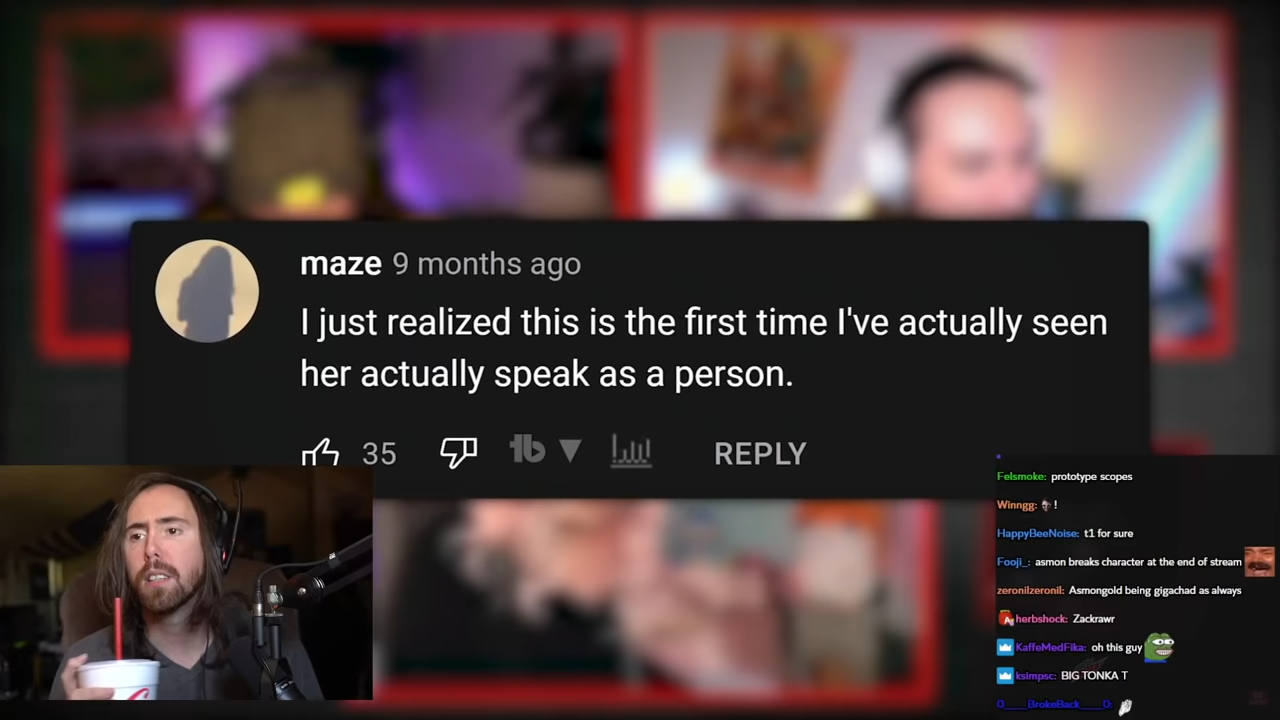 maze 9 months ago
I just realized this is the first time I've actually seen
her actually speak as a person.
35
REPLY
Felsmoke: prototype scopes
Winngg: !
HappyBeeNoise: t1 for sure
Fooji_: asmon breaks character at the end of stream
zeronilzeronil: Asmongold being gigachad as always
herbshock: Zackrawr
KaffeMedFika: oh this guy
ksimpsc: BIG TONKA T